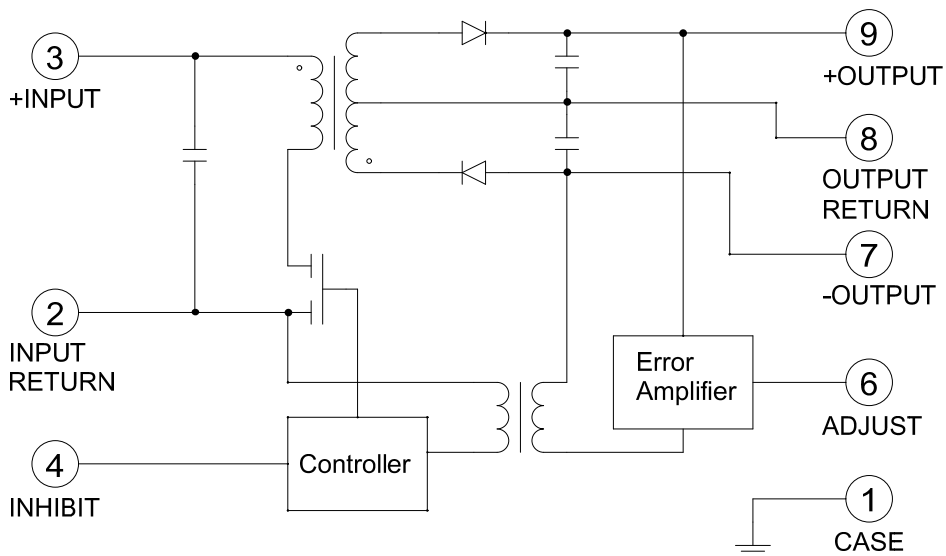 3
+INPUT
9
+OUTPUT
8
OUTPUT
RETURN
7
-OUTPUT
2
INPUT
RETURN
Error
Amplifier
6
ADJUST
4
INHIBIT
Controller
1
CASE